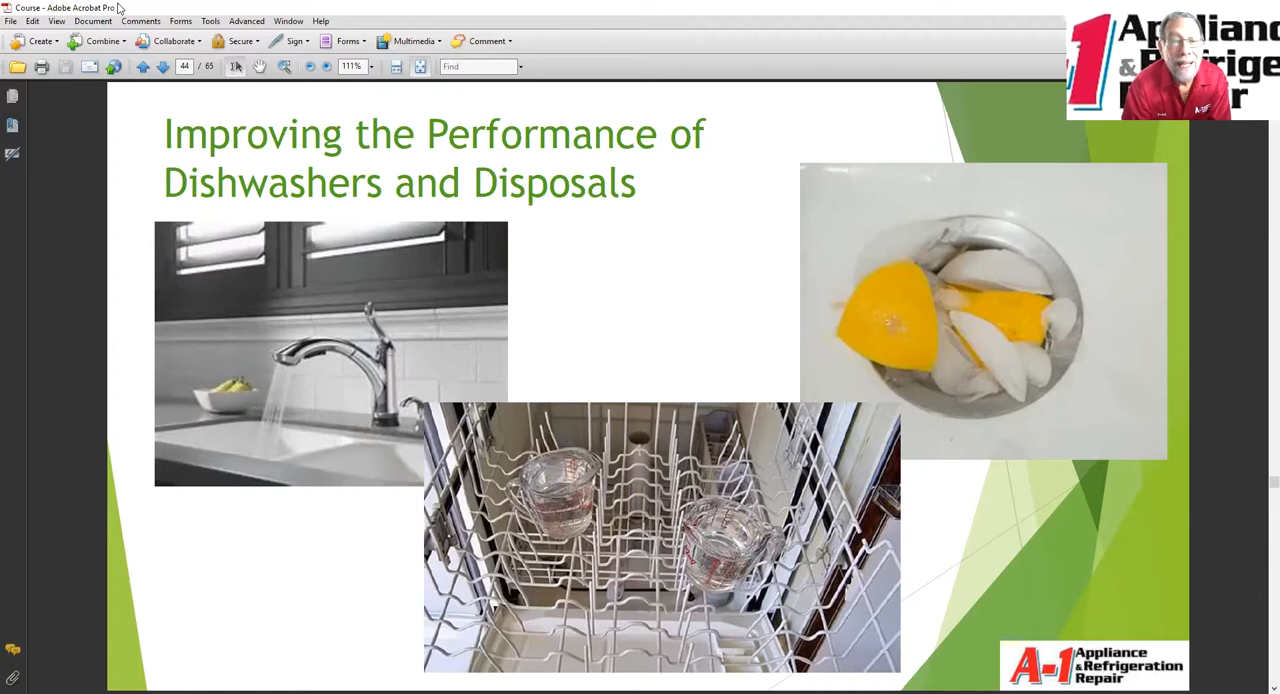 Course - Adobe Acrobat Pro
File Edit View Document Comments Forms Tools Advanced Window Help
Create Combine Collaborate Secure Sign Forms Multimedia Comment
44 / 65 111% Find
Improving the Performance of
Dishwashers and Disposals
A-1 Appliance
&Refrigeration
Repair